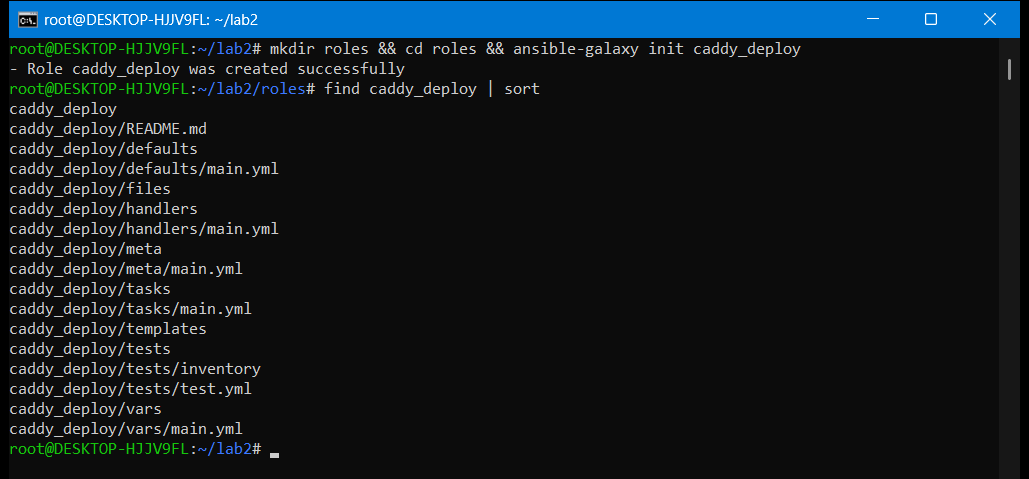 root@DESKTOP-HJJV9FL: ~/lab2
root@DESKTOP-HJJV9FL:~/lab2# mkdir roles && cd roles && ansible-galaxy init caddy_deploy
- Role caddy_deploy was created successfully
root@DESKTOP-HJJV9FL:~/lab2/roles# find caddy_deploy | sort
caddy_deploy
caddy_deploy/README.md
caddy_deploy/defaults
caddy_deploy/defaults/main.yml
caddy_deploy/files
caddy_deploy/handlers
caddy_deploy/handlers/main.yml
caddy_deploy/meta
caddy_deploy/meta/main.yml
caddy_deploy/tasks
caddy_deploy/tasks/main.yml
caddy_deploy/templates
caddy_deploy/tests
caddy_deploy/tests/inventory
caddy_deploy/tests/test.yml
caddy_deploy/vars
caddy_deploy/vars/main.yml
root@DESKTOP-HJJV9FL:~/lab2#